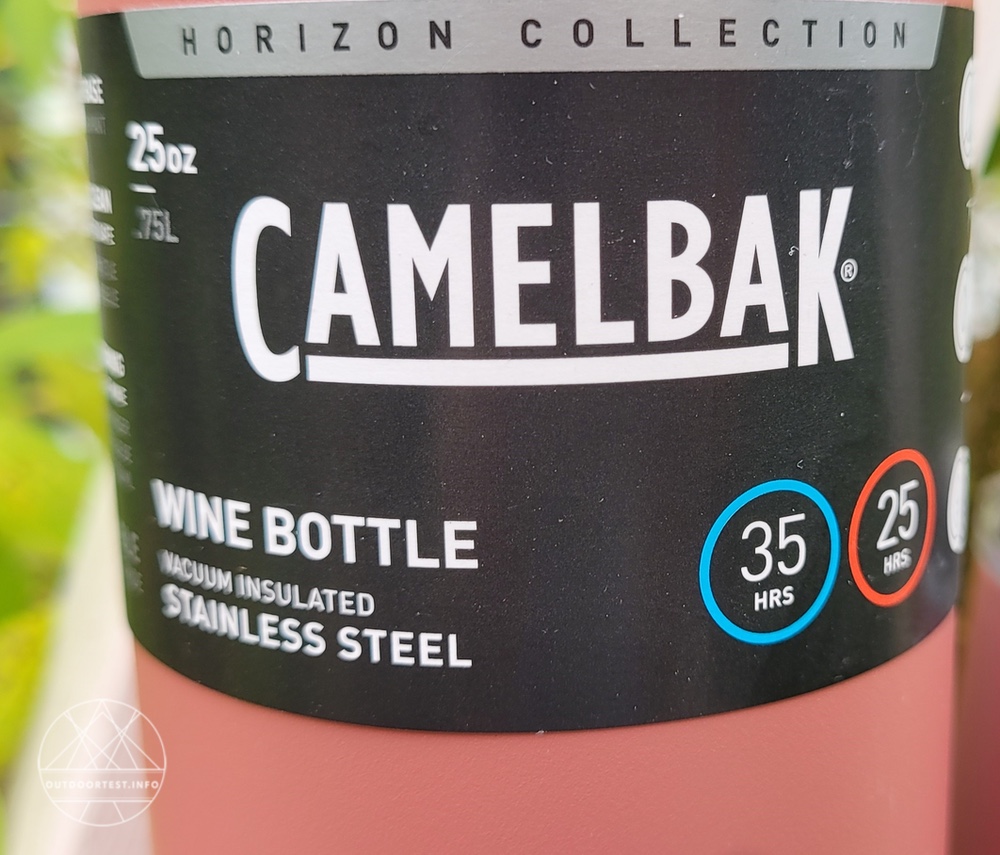 HORIZON COLLECTION
25oz
.75L
CAMELBAK®
WINE BOTTLE
VACUUM INSULATED
STAINLESS STEEL
35
HRS
25
HRS
OUTDOORTEST.INFO